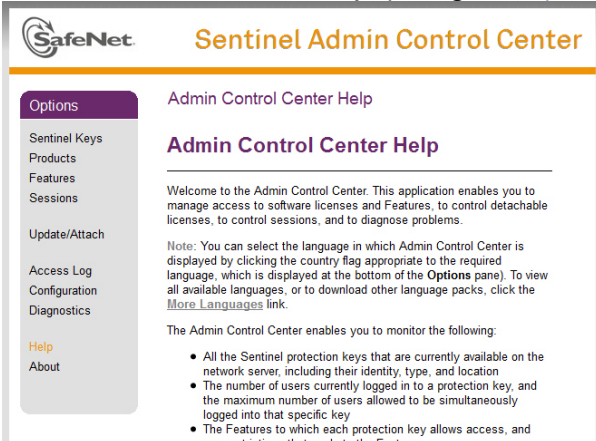 SafeNet.
Sentinel Admin Control Center
Options
Sentinel Keys
Products
Features
Sessions
Update/Attach
Access Log
Configuration
Diagnostics
Help
About
Admin Control Center Help
Admin Control Center Help
Welcome to the Admin Control Center. This application enables you to
manage access to software licenses and Features, to control detachable
licenses, to control sessions, and to diagnose problems.
Note: You can select the language in which Admin Control Center is
displayed by clicking the country flag appropriate to the required
language, which is displayed at the bottom of the Options pane). To view
all available languages, or to download other language packs, click the
More Languages link.
The Admin Control Center enables you to monitor the following:
• All the Sentinel protection keys that are currently available on the
network server, including their identity, type, and location
• The number of users currently logged in to a protection key, and
the maximum number of users allowed to be simultaneously
logged into that specific key
• The Features to which each protection key allows access, and